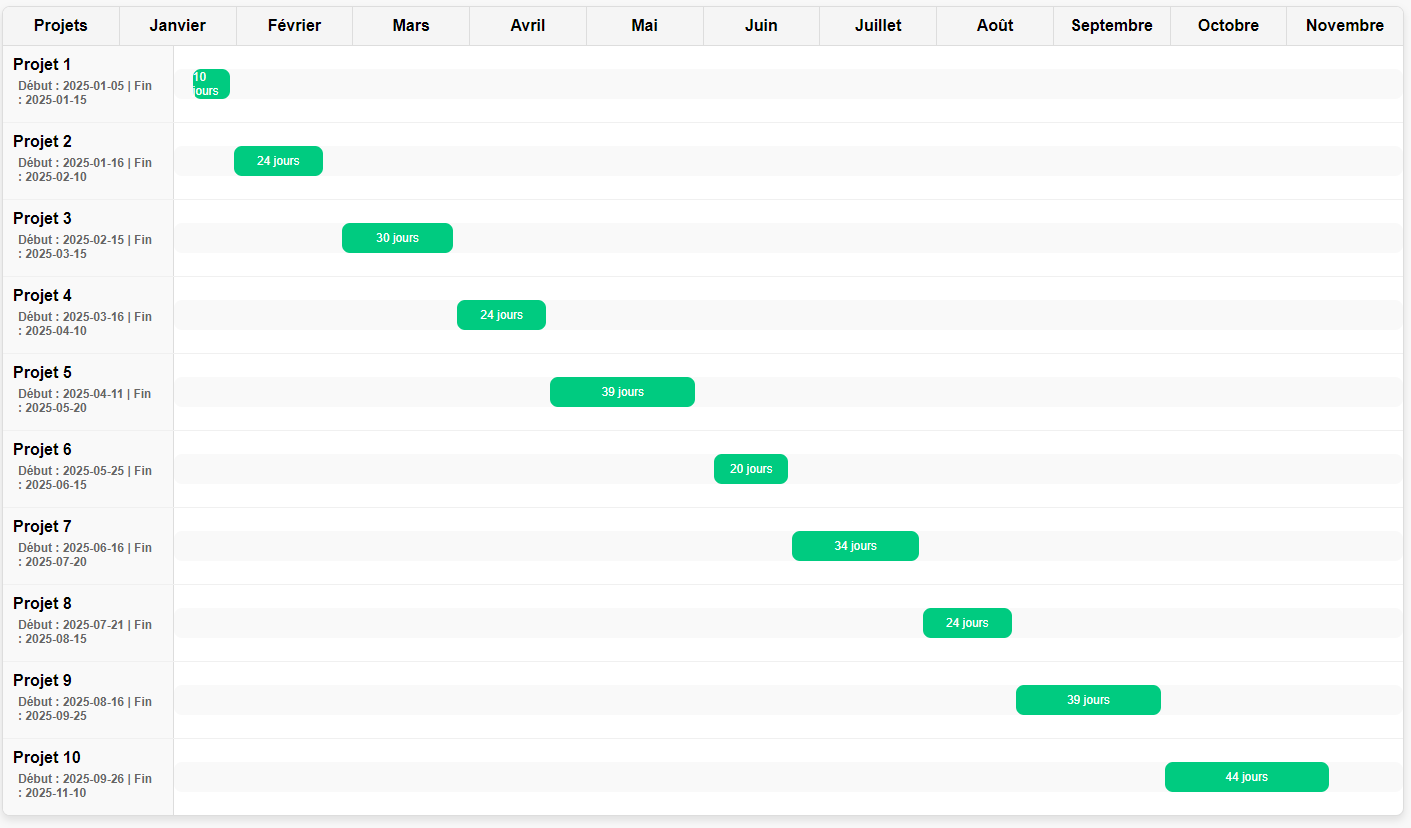 Projets Janvier Février Mars Avril Mai Juin Juillet Août Septembre Octobre Novembre
Projet 1
Début : 2025-01-05 | Fin
: 2025-01-15
10
jours
Projet 2
Début : 2025-01-16 | Fin
: 2025-02-10
24 jours
Projet 3
Début : 2025-02-15 | Fin
: 2025-03-15
30 jours
Projet 4
Début : 2025-03-16 | Fin
: 2025-04-10
24 jours
Projet 5
Début : 2025-04-11 | Fin
: 2025-05-20
39 jours
Projet 6
Début : 2025-05-25 | Fin
: 2025-06-15
20 jours
Projet 7
Début : 2025-06-16 | Fin
: 2025-07-20
34 jours
Projet 8
Début : 2025-07-21 | Fin
: 2025-08-15
24 jours
Projet 9
Début : 2025-08-16 | Fin
: 2025-09-25
39 jours
Projet 10
Début : 2025-09-26 | Fin
: 2025-11-10
44 jours